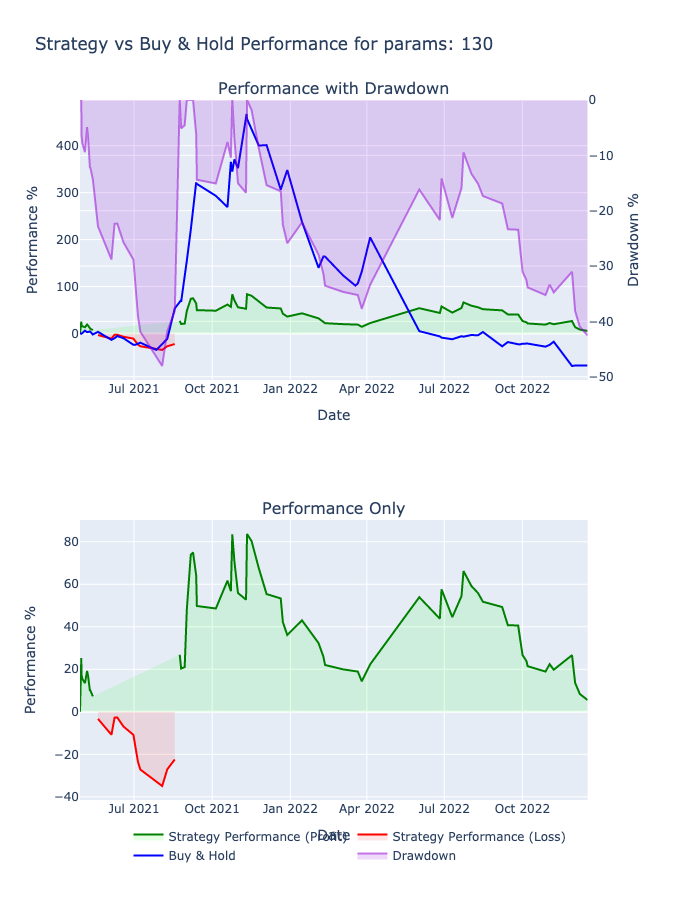 Strategy vs Buy & Hold Performance for params: 130
Performance with Drawdown
0
400
−10
300
−20
200
−30
100
−40
0
−50
Performance %
Drawdown %
Jul 2021 Oct 2021 Jan 2022 Apr 2022 Jul 2022 Oct 2022
Date
Performance Only
80
60
40
20
0
−20
−40
Performance %
Jul 2021 Oct 2021 Jan 2022 Apr 2022 Jul 2022 Oct 2022
Date
Strategy Performance (Profit) Strategy Performance (Loss)
Buy & Hold Drawdown